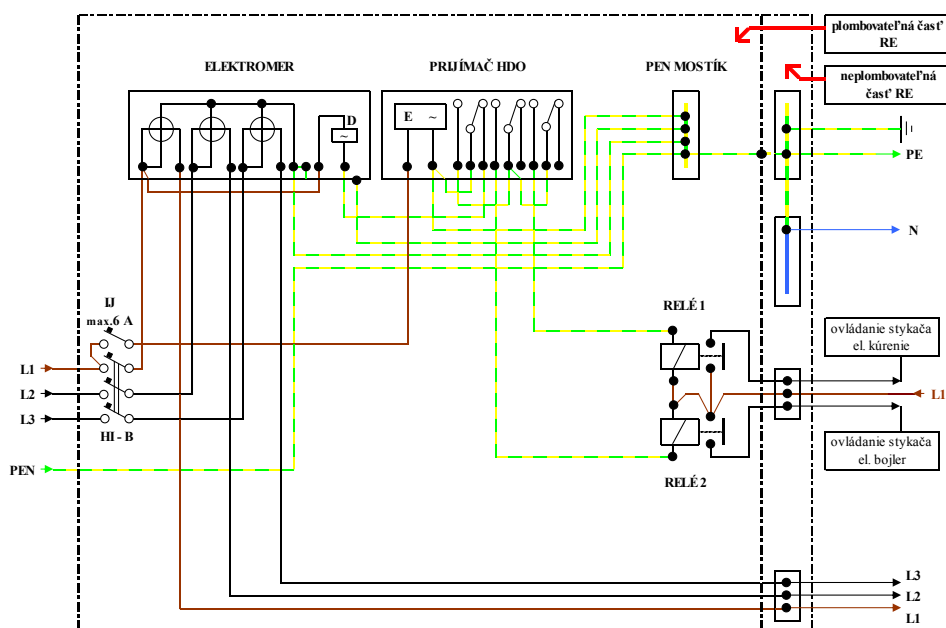 plombovateľná časť
RE
ELEKTROMER
PRIJÍMAČ HDO
PEN MOSTÍK
neplombovateľná
časť RE
D
~
E
~
PE
N
IJ
max.6 A
RELÉ 1
ovládanie stykača
el. kúrenie
L1
L2
L3
HI - B
L1
ovládanie stykača
el. bojler
PEN
RELÉ 2
L3
L2
L1